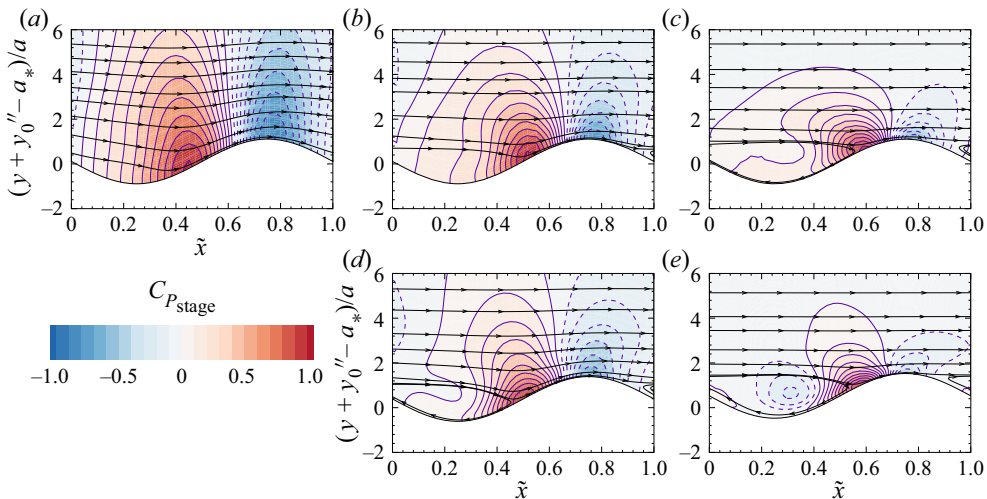 (a) (b) (c)
(y + y₀″ − a*)/a
6
4
2
0
−2
0 0.2 0.4 0.6 0.8 1.0 0 0.2 0.4 0.6 0.8 1.0 0 0.2 0.4 0.6 0.8 1.0
x̃
(d) (e)
(y + y₀″ − a*)/a
6
4
2
0
−2
0 0.2 0.4 0.6 0.8 1.0 0 0.2 0.4 0.6 0.8 1.0
x̃ x̃
C_P_stage
−1.0 −0.5 0 0.5 1.0